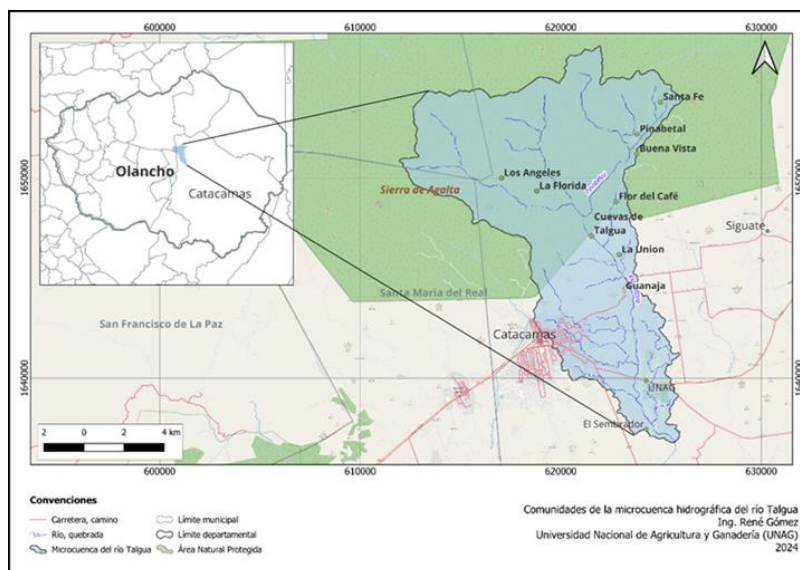 600000
610000
620000
630000
Olancho
Catacamas
Santa Fe
Pinabetal
Buena Vista
Los Angeles
La Florida
Sierra de Agalta
Flor del Café
Cuevas de
Talgua
Siguate
La Union
Santa Maria del Real
Guanaja
San Francisco de La Paz
Catacamas
UNAG
El Sembrador
1650000
1640000
1650000
1640000
2 0 2 4 km
600000
610000
620000
630000
Convenciones
Carretera, camino
Río, quebrada
Microcuenca del río Talgua
Límite municipal
Límite departamental
Área Natural Protegida
Comunidades de la microcuenca hidrográfica del río Talgua
Ing. René Gómez
Universidad Nacional de Agricultura y Ganadería (UNAG)
2024